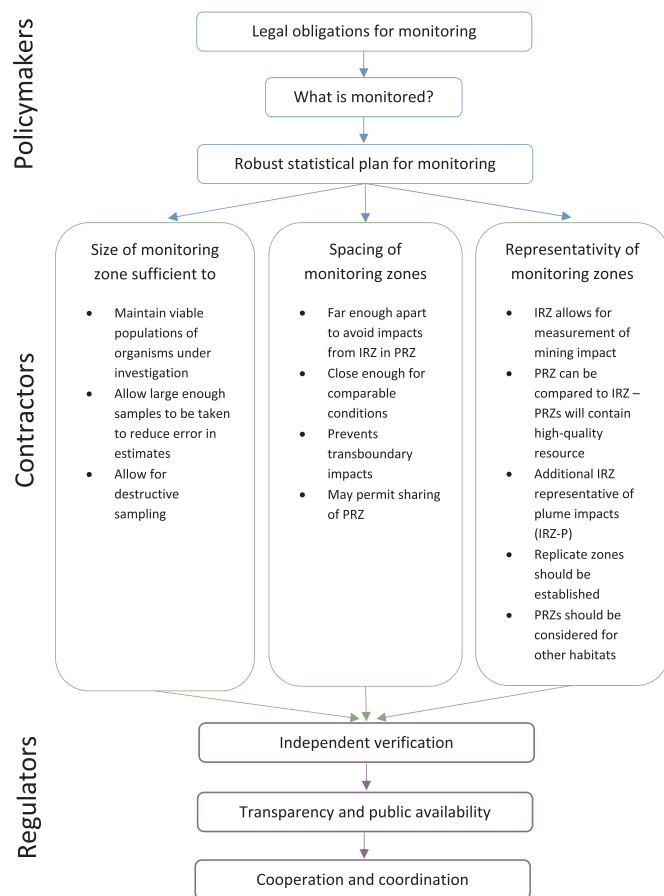 Policymakers
Legal obligations for monitoring
What is monitored?
Robust statistical plan for monitoring
Contractors
Size of monitoring
zone sufficient to
• Maintain viable
populations of
organisms under
investigation
• Allow large enough
samples to be taken
to reduce error in
estimates
• Allow for
destructive
sampling
Spacing of
monitoring zones
• Far enough apart
to avoid impacts
from IRZ in PRZ
• Close enough for
comparable
conditions
• Prevents
transboundary
impacts
• May permit sharing
of PRZ
Representativity of
monitoring zones
• IRZ allows for
measurement of
mining impact
• PRZ can be
compared to IRZ –
PRZs will contain
high-quality
resource
• Additional IRZ
representative of
plume impacts
(IRZ-P)
• Replicate zones
should be
established
• PRZs should be
considered for
other habitats
Regulators
Independent verification
Transparency and public availability
Cooperation and coordination